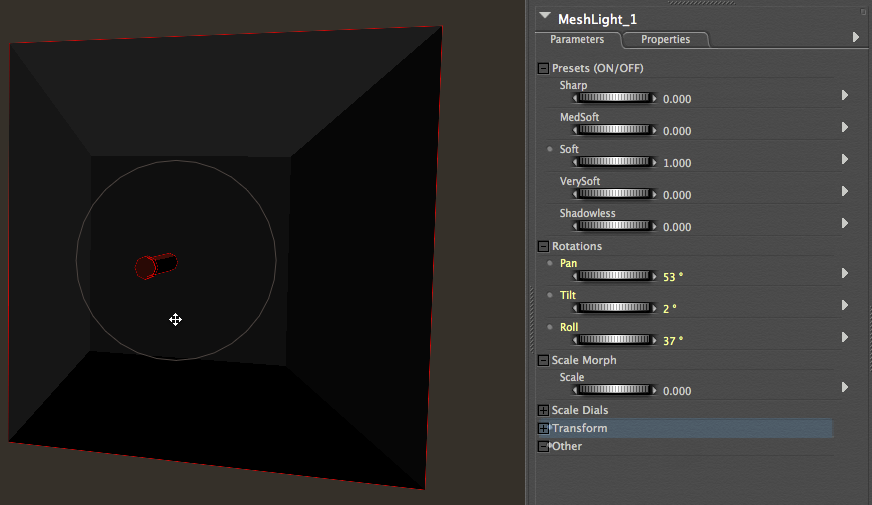 MeshLight_1
Parameters Properties
Presets (ON/OFF)
Sharp
0.000
MedSoft
0.000
Soft
1.000
VerySoft
0.000
Shadowless
0.000
Rotations
Pan
53 °
Tilt
2 °
Roll
37 °
Scale Morph
Scale
0.000
Scale Dials
Transform
Other